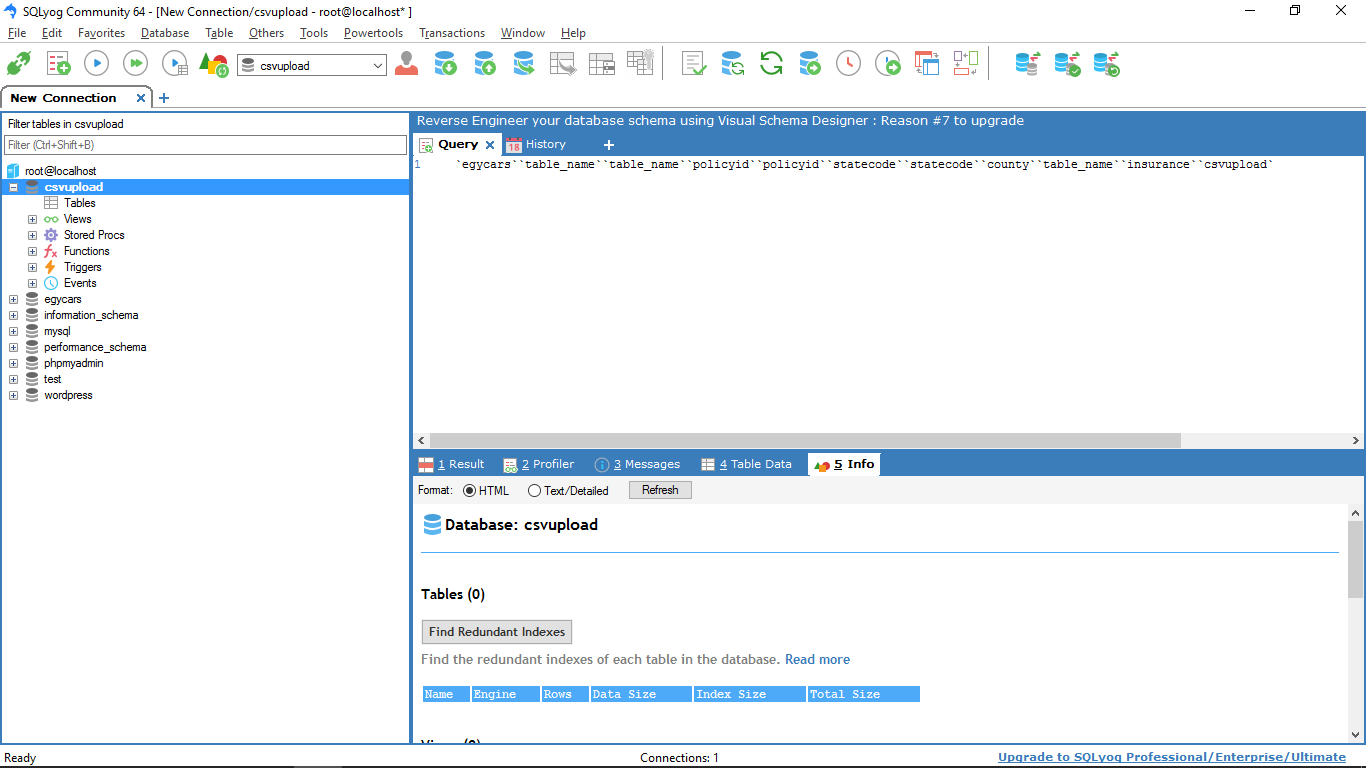 SQLyog Community 64 - [New Connection/csvupload - root@localhost* ]
File Edit Favorites Database Table Others Tools Powertools Transactions Window Help
csvupload
New Connection
Filter tables in csvupload
Filter (Ctrl+Shift+B)
root@localhost
csvupload
Tables
Views
Stored Procs
Functions
Triggers
Events
egycars
information_schema
mysql
performance_schema
phpmyadmin
test
wordpress
Reverse Engineer your database schema using Visual Schema Designer : Reason #7 to upgrade
Query 18 History
1 `egycars``table_name``table_name``policyid``policyid``statecode``statecode``county``table_name``insurance``csvupload`
1 Result 2 Profiler 3 Messages 4 Table Data 5 Info
Format: HTML Text/Detailed Refresh
Database: csvupload
Tables (0)
Find Redundant Indexes
Find the redundant indexes of each table in the database. Read more
Name Engine Rows Data Size Index Size Total Size
Views (0)
Ready Connections: 1 Upgrade to SQLyog Professional/Enterprise/Ultimate